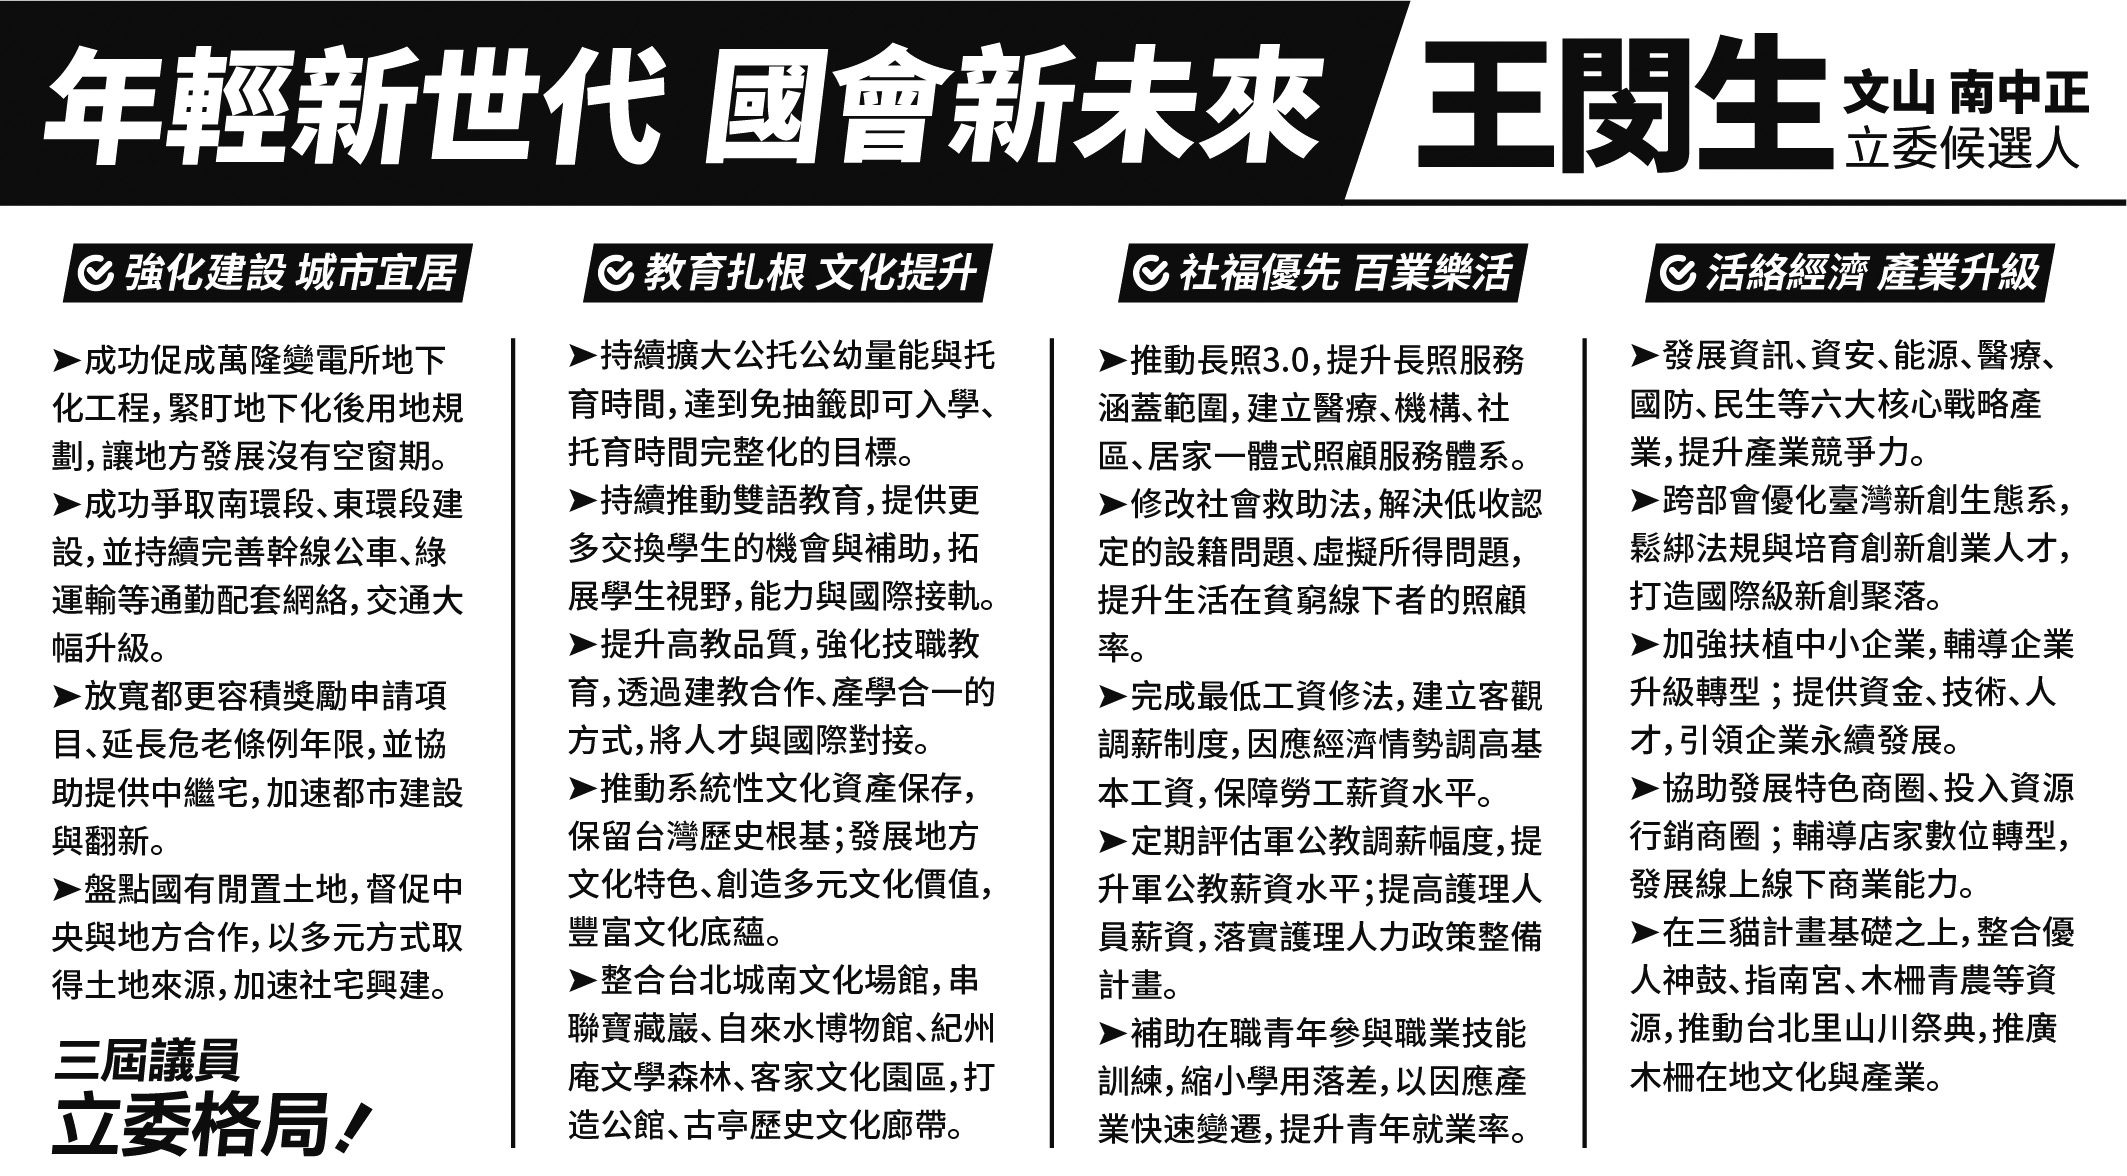 年輕新世代 國會新未來
王閔生
文山 南中正
立委候選人
強化建設 城市宜居
➤成功促成萬隆變電所地下
化工程,緊盯地下化後用地規
劃,讓地方發展沒有空窗期。
➤成功爭取南環段、東環段建
設,並持續完善幹線公車、綠
運輸等通勤配套網絡,交通大
幅升級。
➤放寬都更容積獎勵申請項
目、延長危老條例年限,並協
助提供中繼宅,加速都市建設
與翻新。
➤盤點國有閒置土地,督促中
央與地方合作,以多元方式取
得土地來源,加速社宅興建。
三屆議員
立委格局!
教育扎根 文化提升
➤持續擴大公托公幼量能與托
育時間,達到免抽籤即可入學、
托育時間完整化的目標。
➤持續推動雙語教育,提供更
多交換學生的機會與補助,拓
展學生視野,能力與國際接軌。
➤提升高教品質,強化技職教
育,透過建教合作、產學合一的
方式,將人才與國際對接。
➤推動系統性文化資產保存,
保留台灣歷史根基;發展地方
文化特色、創造多元文化價值,
豐富文化底蘊。
➤整合台北城南文化場館,串
聯寶藏巖、自來水博物館、紀州
庵文學森林、客家文化園區,打
造公館、古亭歷史文化廊帶。
社福優先 百業樂活
➤推動長照3.0,提升長照服務
涵蓋範圍,建立醫療、機構、社
區、居家一體式照顧服務體系。
➤修改社會救助法,解決低收認
定的設籍問題、虛擬所得問題,
提升生活在貧窮線下者的照顧
率。
➤完成最低工資修法,建立客觀
調薪制度,因應經濟情勢調高基
本工資,保障勞工薪資水平。
➤定期評估軍公教調薪幅度,提
升軍公教薪資水平;提高護理人
員薪資,落實護理人力政策整備
計畫。
➤補助在職青年參與職業技能
訓練,縮小學用落差,以因應產
業快速變遷,提升青年就業率。
活絡經濟 產業升級
➤發展資訊、資安、能源、醫療、
國防、民生等六大核心戰略產
業,提升產業競爭力。
➤跨部會優化臺灣新創生態系,
鬆綁法規與培育創新創業人才,
打造國際級新創聚落。
➤加強扶植中小企業,輔導企業
升級轉型;提供資金、技術、人
才,引領企業永續發展。
➤協助發展特色商圈、投入資源
行銷商圈;輔導店家數位轉型,
發展線上線下商業能力。
➤在三貓計畫基礎之上,整合優
人神鼓、指南宮、木柵青農等資
源,推動台北里山川祭典,推廣
木柵在地文化與產業。